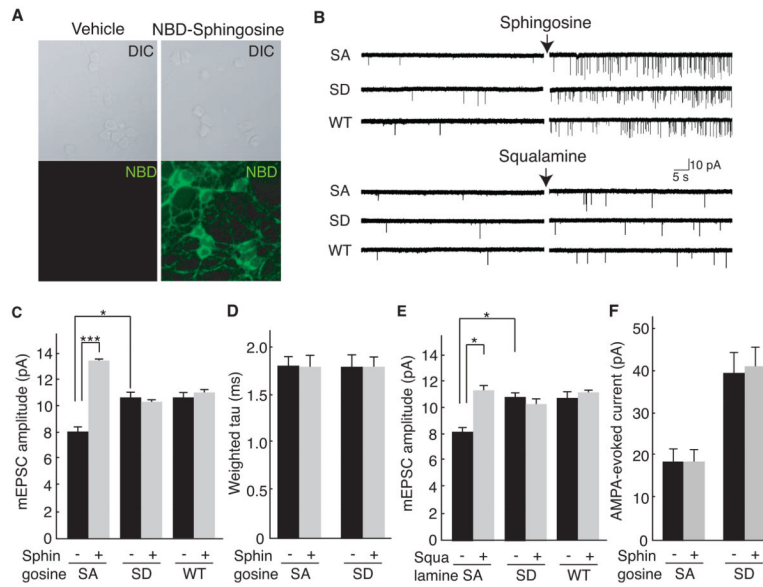 A
Vehicle
NBD-Sphingosine
DIC
DIC
NBD
NBD
B
Sphingosine
SA
SD
WT
Squalamine
10 pA
5 s
SA
SD
WT
C
mEPSC amplitude (pA)
14
12
10
8
6
4
2
0
*
***
- + - + - +
Sphin
gosine SA SD WT
D
Weighted tau (ms)
2.0
1.5
1.0
0.5
0.0
- + - +
Sphin
gosine SA SD
E
mEPSC amplitude (pA)
14
12
10
8
6
4
2
0
*
*
- + - + - +
Squa
lamine SA SD WT
F
AMPA-evoked current (pA)
50
40
30
20
10
0
- + - +
Sphin
gosine SA SD